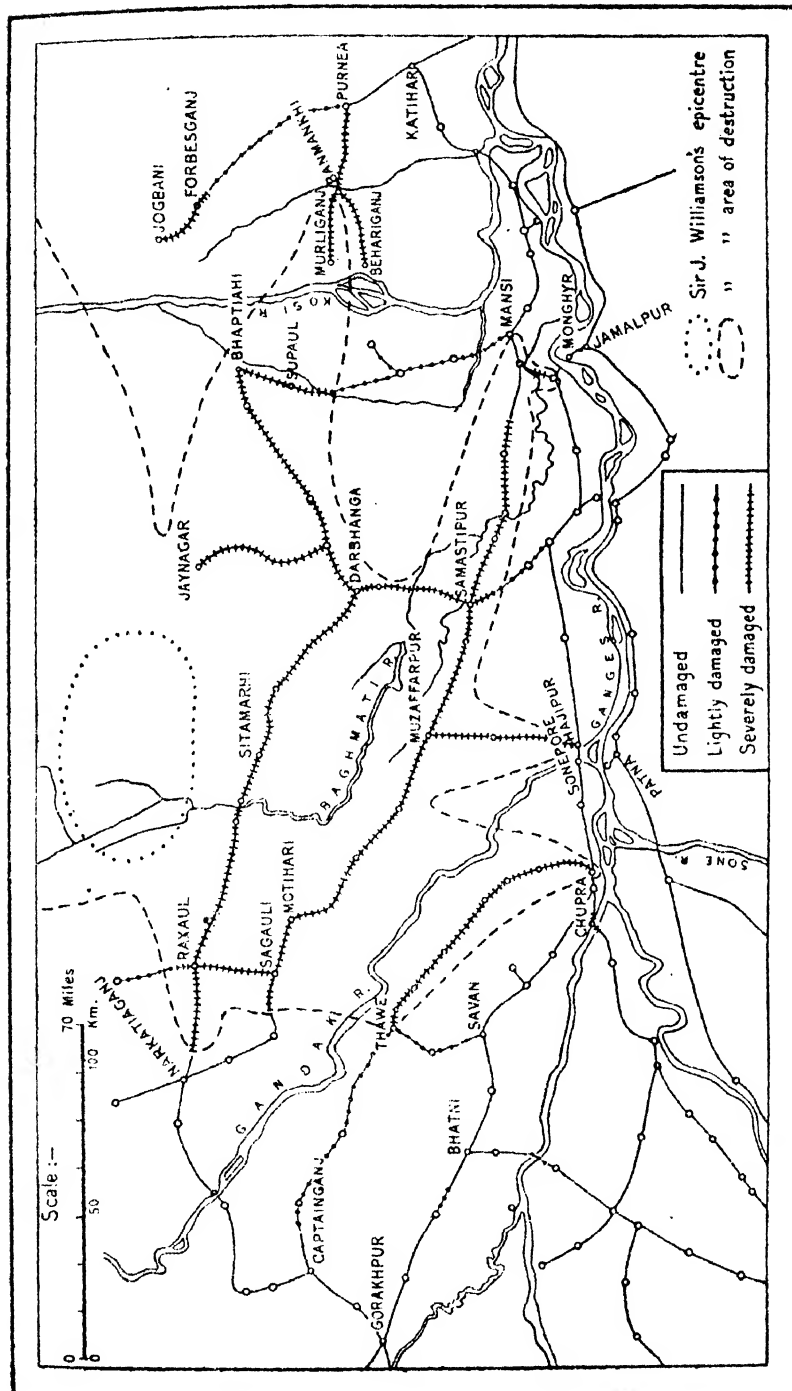 Scale :—
0 50 70 Miles
0 100 Km.
NARKATIAGANJ
RAXAUL
SAGAULI
MOTIHARI
GANDAK R.
CAPTAINGANJ
GORAKHPUR
BHATNI
THAWE
SAVAN
CHUPRA
SITAMARHI
BAGHMATI R
MUZAFFARPUR
SONEPORE
HAJIPUR
GANGES R.
PATNA
SONE R.
JAYNAGAR
DARBHANGA
SAMASTIPUR
BHAPTIAHI
SUPAUL
KOSI R
MANSI
MONGHYR
JAMALPUR
JOGBANI
FORBESGANJ
MURLIGANJ
BANMANKHI
BEHARIGANJ
PURNEA
KATIHAR
Undamaged
Lightly damaged
Severely damaged
Sir J. Williamson's epicentre
" " area of destruction